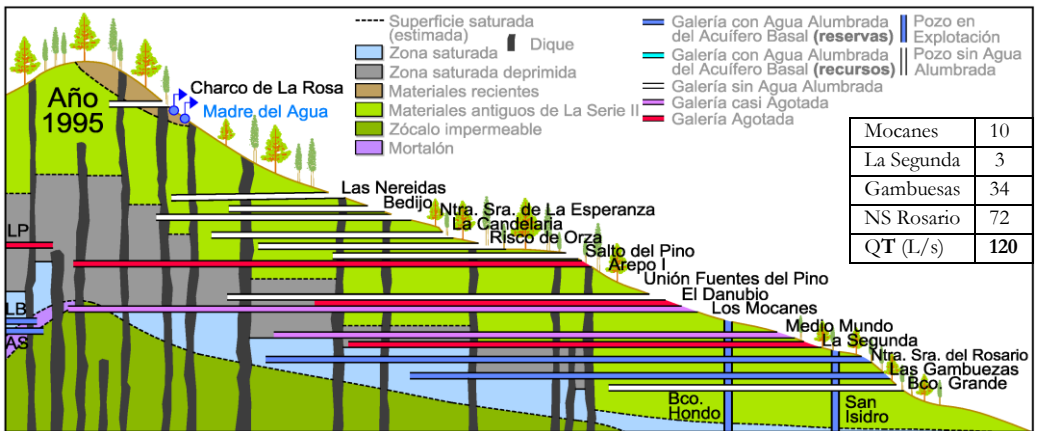 Superficie saturada
(estimada)
Zona saturada
Dique
Zona saturada deprimida
Materiales recientes
Materiales antiguos de La Serie II
Zócalo impermeable
Mortalón
Galería con Agua Alumbrada
del Acuífero Basal (reservas)
Galería con Agua Alumbrada
del Acuífero Basal (recursos)
Galería sin Agua Alumbrada
Galería casi Agotada
Galería Agotada
Pozo en
Explotación
Pozo sin Agua
Alumbrada
Año
1995
Charco de La Rosa
Madre del Agua
Mocanes 10
La Segunda 3
Gambuesas 34
NS Rosario 72
QT (L/s) 120
Las Nereidas
Bedijo
Ntra. Sra. de La Esperanza
La Candelaria
Risco de Orza
Salto del Pino
Arepo I
Unión Fuentes del Pino
El Danubio
Los Mocanes
Medio Mundo
La Segunda
Ntra. Sra. del Rosario
Las Gambuezas
Bco. Grande
LP
LB
AS
Bco.
Hondo
San
Isidro